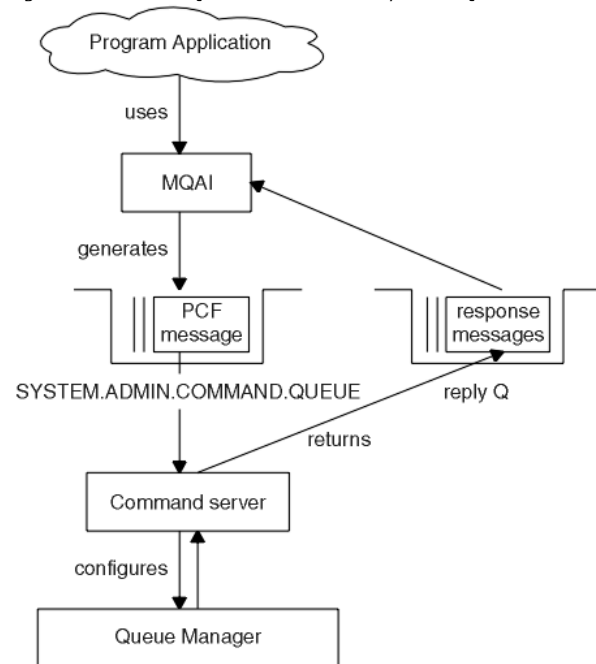 Program Application
uses
MQAI
generates
PCF
message
response
messages
SYSTEM.ADMIN.COMMAND.QUEUE
reply Q
returns
Command server
configures
Queue Manager